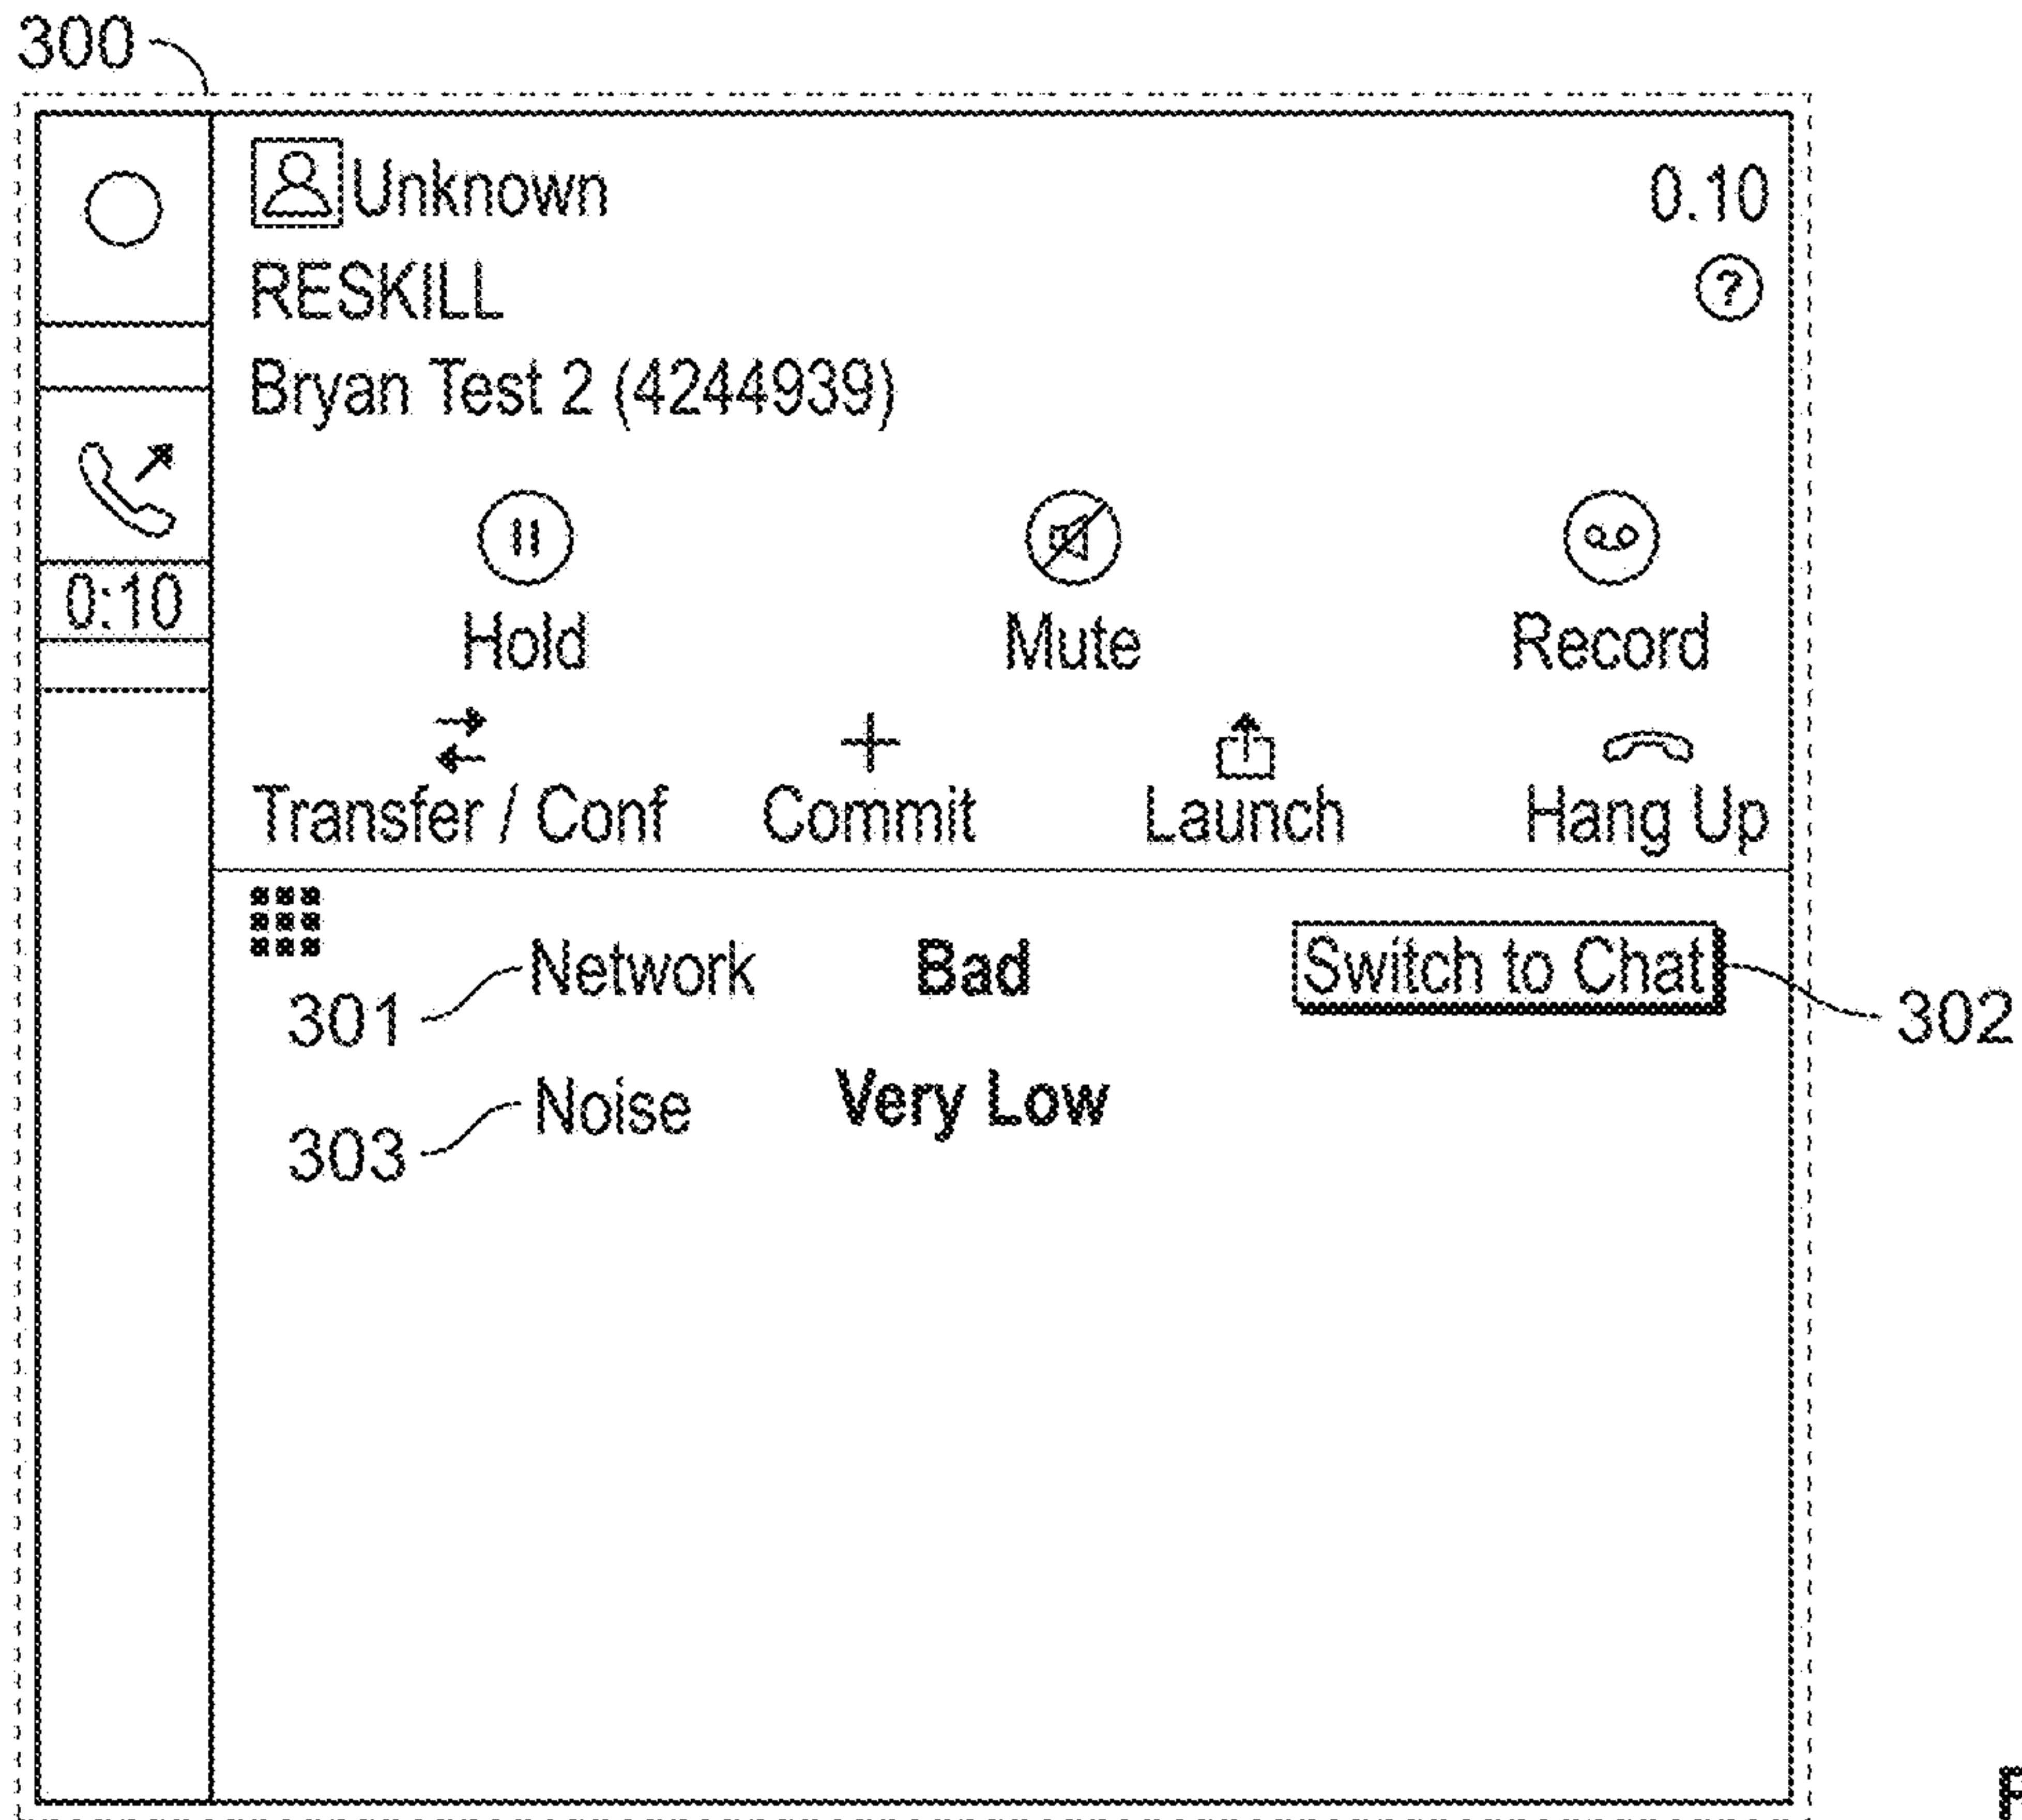 300
Unknown 0.10
RESKILL ?
Bryan Test 2 (4244939)
0:10
Hold Mute Record
Transfer / Conf Commit Launch Hang Up
301 Network Bad Switch to Chat 302
303 Noise Very Low